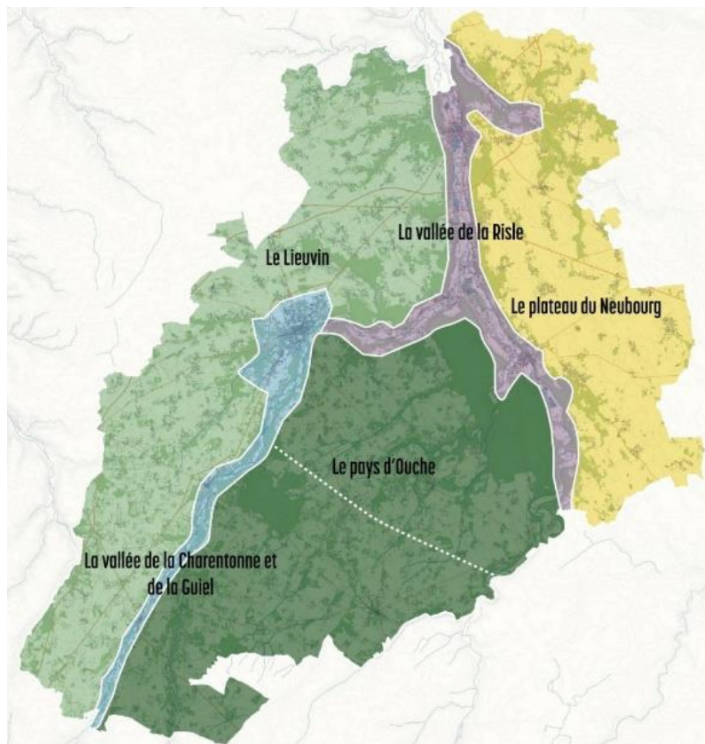 La vallée de la Risle
Le Lieuvin
Le plateau du Neubourg
Le pays d'Ouche
La vallée de la Charentonne et
de la Guiel